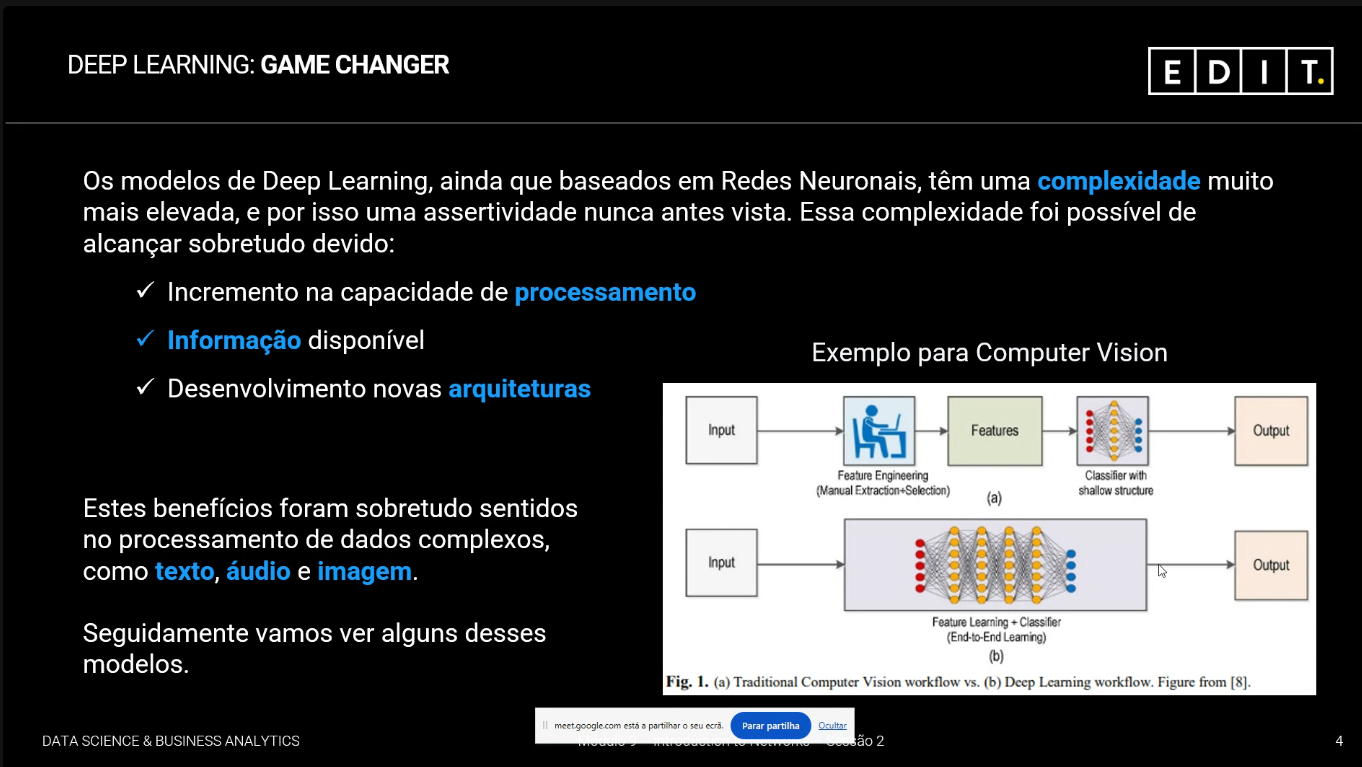 DEEP LEARNING: GAME CHANGER
E D I T.
Os modelos de Deep Learning, ainda que baseados em Redes Neuronais, têm uma complexidade muito
mais elevada, e por isso uma assertividade nunca antes vista. Essa complexidade foi possível de
alcançar sobretudo devido:
✓ Incremento na capacidade de processamento
✓ Informação disponível
✓ Desenvolvimento novas arquiteturas
Estes benefícios foram sobretudo sentidos
no processamento de dados complexos,
como texto, áudio e imagem.
Seguidamente vamos ver alguns desses
modelos.
Exemplo para Computer Vision
Input
Features
Output
Feature Engineering
(Manual Extraction+Selection)
Classifier with
shallow structure
(a)
Input
Output
Feature Learning + Classifier
(End-to-End Learning)
(b)
Fig. 1. (a) Traditional Computer Vision workflow vs. (b) Deep Learning workflow. Figure from [8].
meet.google.com está a partilhar o seu ecrã. Parar partilha Ocultar
DATA SCIENCE & BUSINESS ANALYTICS
2
4